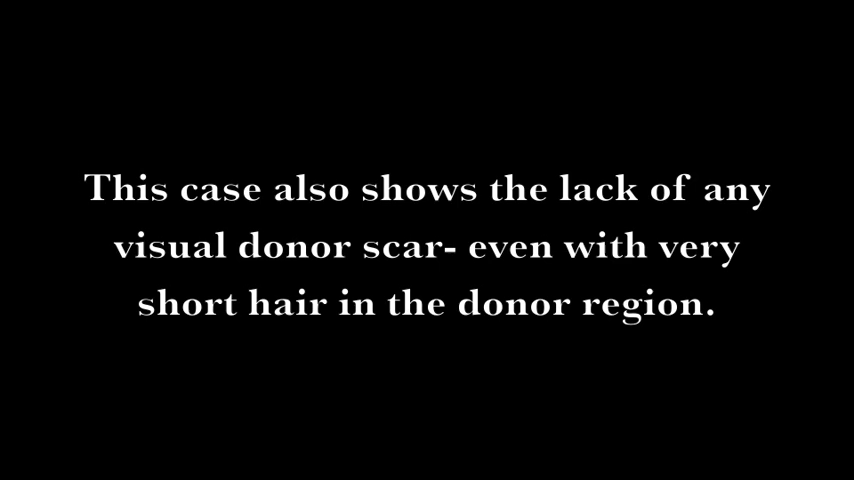 This case also shows the lack of any
visual donor scar- even with very
short hair in the donor region.